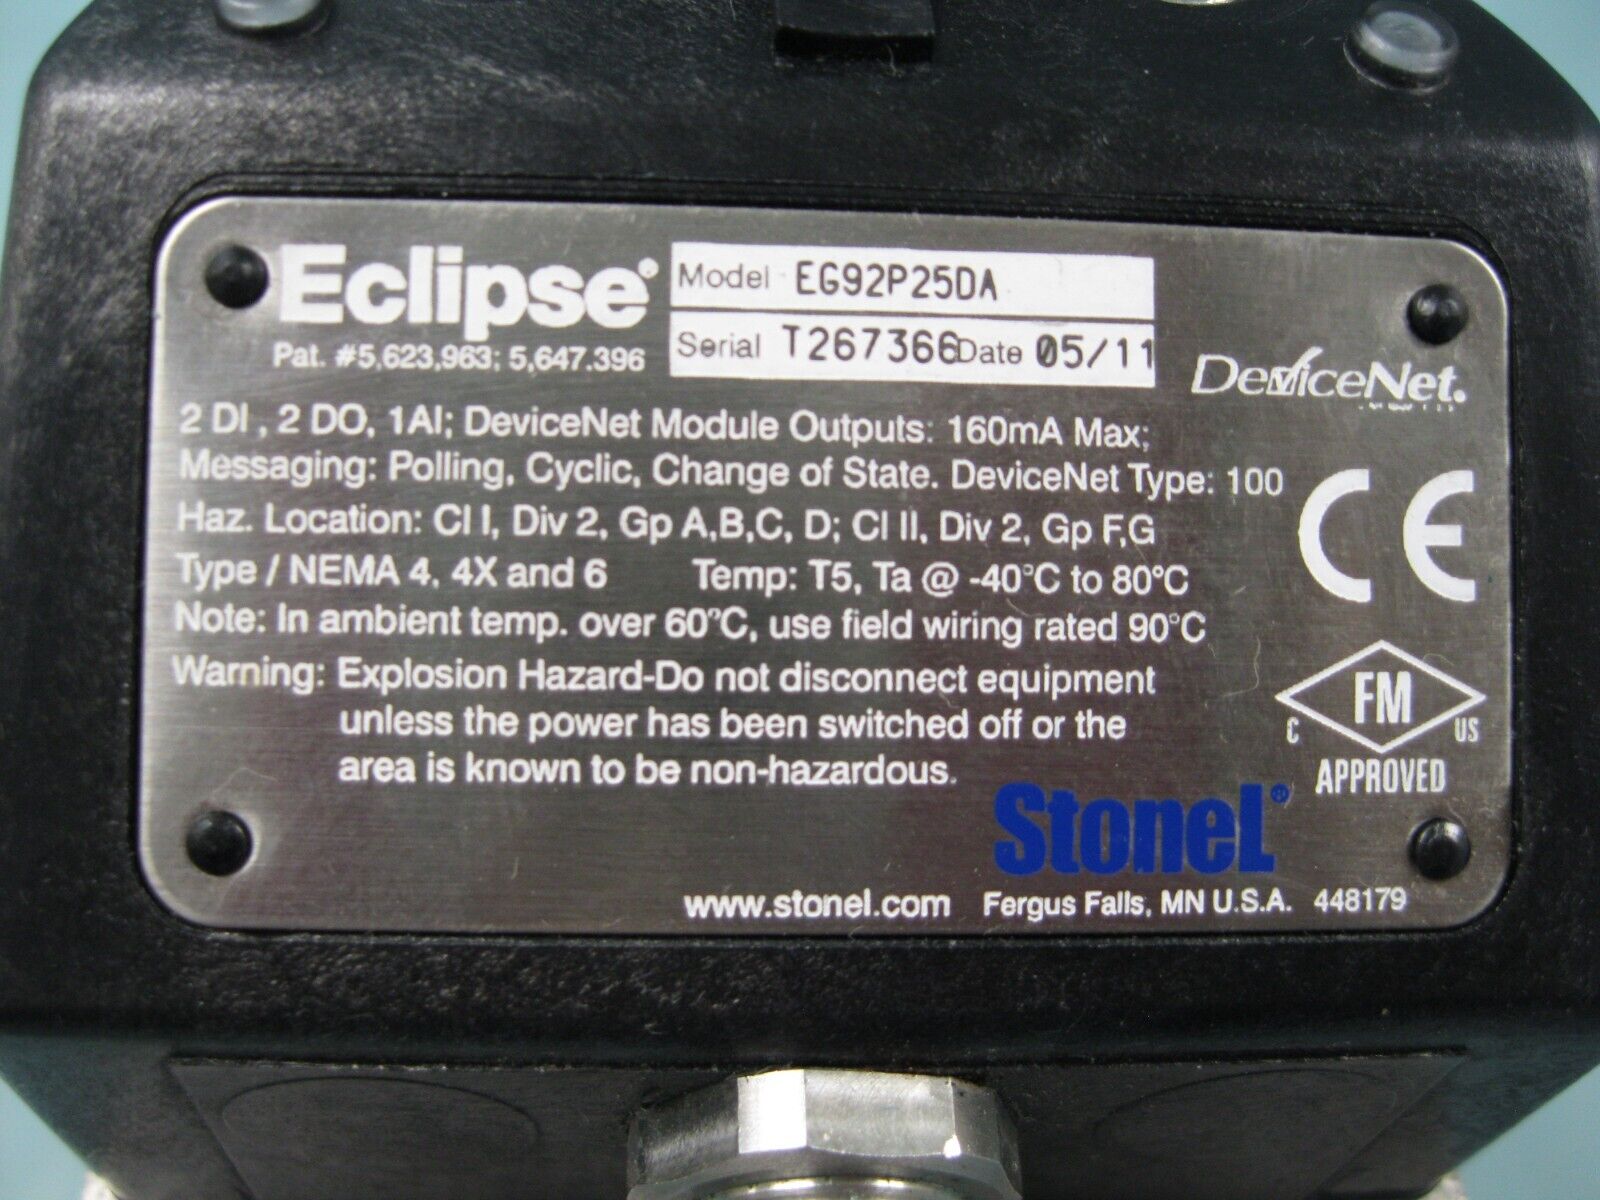 Eclipse®
Pat. #5,623,963; 5,647.396
Model EG92P25DA
Serial T267366 Date 05/11
DeviceNet.
2 DI , 2 DO, 1AI; DeviceNet Module Outputs: 160mA Max;
Messaging: Polling, Cyclic, Change of State. DeviceNet Type: 100
Haz. Location: Cl I, Div 2, Gp A,B,C, D; Cl II, Div 2, Gp F,G
Type / NEMA 4, 4X and 6 Temp: T5, Ta @ -40°C to 80°C
Note: In ambient temp. over 60°C, use field wiring rated 90°C
Warning: Explosion Hazard-Do not disconnect equipment
unless the power has been switched off or the
area is known to be non-hazardous.
CE
C FM US
APPROVED
StoneL®
www.stonel.com Fergus Falls, MN U.S.A. 448179